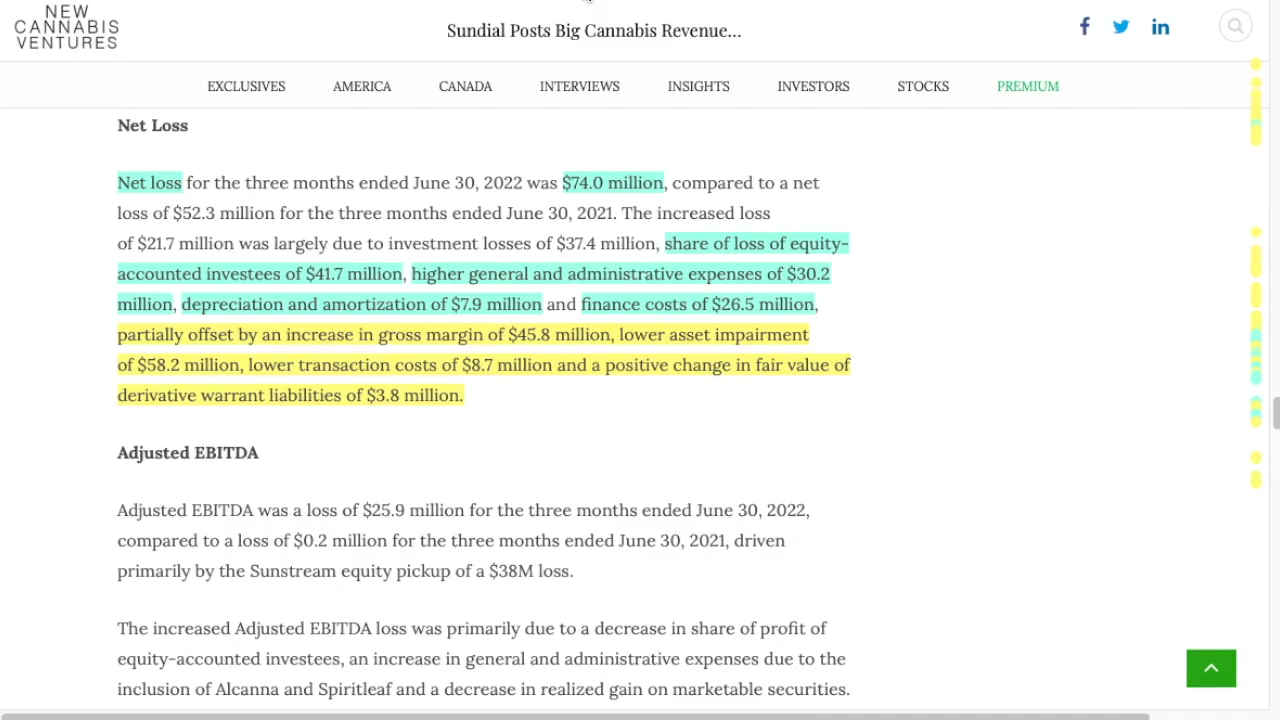 NEW
CANNABIS
VENTURES
Sundial Posts Big Cannabis Revenue...
EXCLUSIVES AMERICA CANADA INTERVIEWS INSIGHTS INVESTORS STOCKS PREMIUM
Net Loss
Net loss for the three months ended June 30, 2022 was $74.0 million, compared to a net
loss of $52.3 million for the three months ended June 30, 2021. The increased loss
of $21.7 million was largely due to investment losses of $37.4 million, share of loss of equity-
accounted investees of $41.7 million, higher general and administrative expenses of $30.2
million, depreciation and amortization of $7.9 million and finance costs of $26.5 million,
partially offset by an increase in gross margin of $45.8 million, lower asset impairment
of $58.2 million, lower transaction costs of $8.7 million and a positive change in fair value of
derivative warrant liabilities of $3.8 million.
Adjusted EBITDA
Adjusted EBITDA was a loss of $25.9 million for the three months ended June 30, 2022,
compared to a loss of $0.2 million for the three months ended June 30, 2021, driven
primarily by the Sunstream equity pickup of a $38M loss.
The increased Adjusted EBITDA loss was primarily due to a decrease in share of profit of
equity-accounted investees, an increase in general and administrative expenses due to the
inclusion of Alcanna and Spiritleaf and a decrease in realized gain on marketable securities.